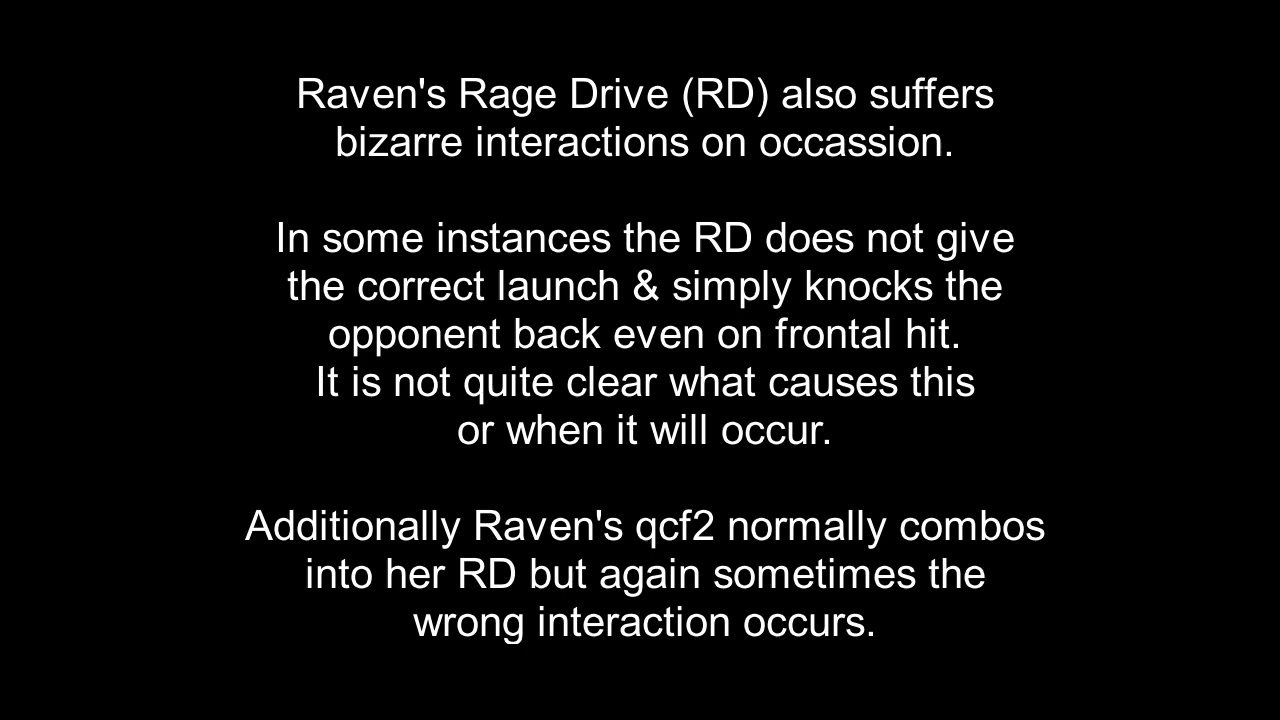 Raven's Rage Drive (RD) also suffers
bizarre interactions on occassion.
In some instances the RD does not give
the correct launch & simply knocks the
opponent back even on frontal hit.
It is not quite clear what causes this
or when it will occur.
Additionally Raven's qcf2 normally combos
into her RD but again sometimes the
wrong interaction occurs.